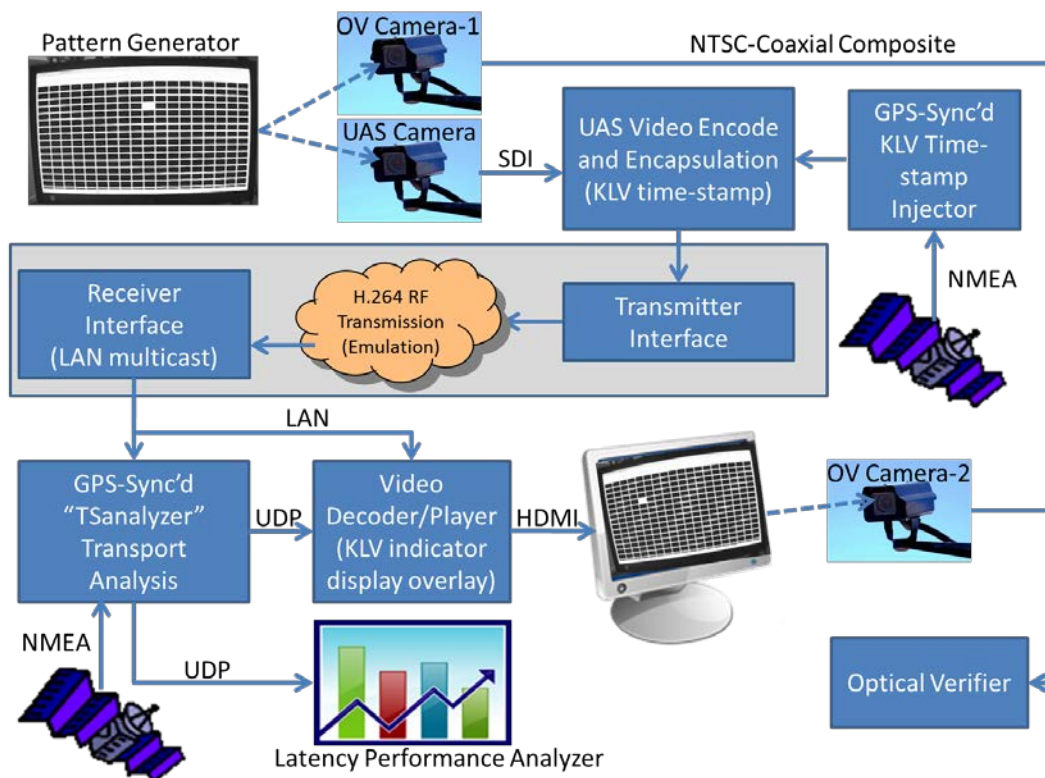 Pattern Generator
OV Camera-1
NTSC-Coaxial Composite
UAS Camera
SDI
UAS Video Encode
and Encapsulation
(KLV time-stamp)
GPS-Sync'd
KLV Time-
stamp
Injector
NMEA
Receiver
Interface
(LAN multicast)
H.264 RF
Transmission
(Emulation)
Transmitter
Interface
LAN
GPS-Sync'd
“TSanalyzer”
Transport
Analysis
UDP
Video
Decoder/Player
(KLV indicator
display overlay)
HDMI
OV Camera-2
NMEA
UDP
Latency Performance Analyzer
Optical Verifier